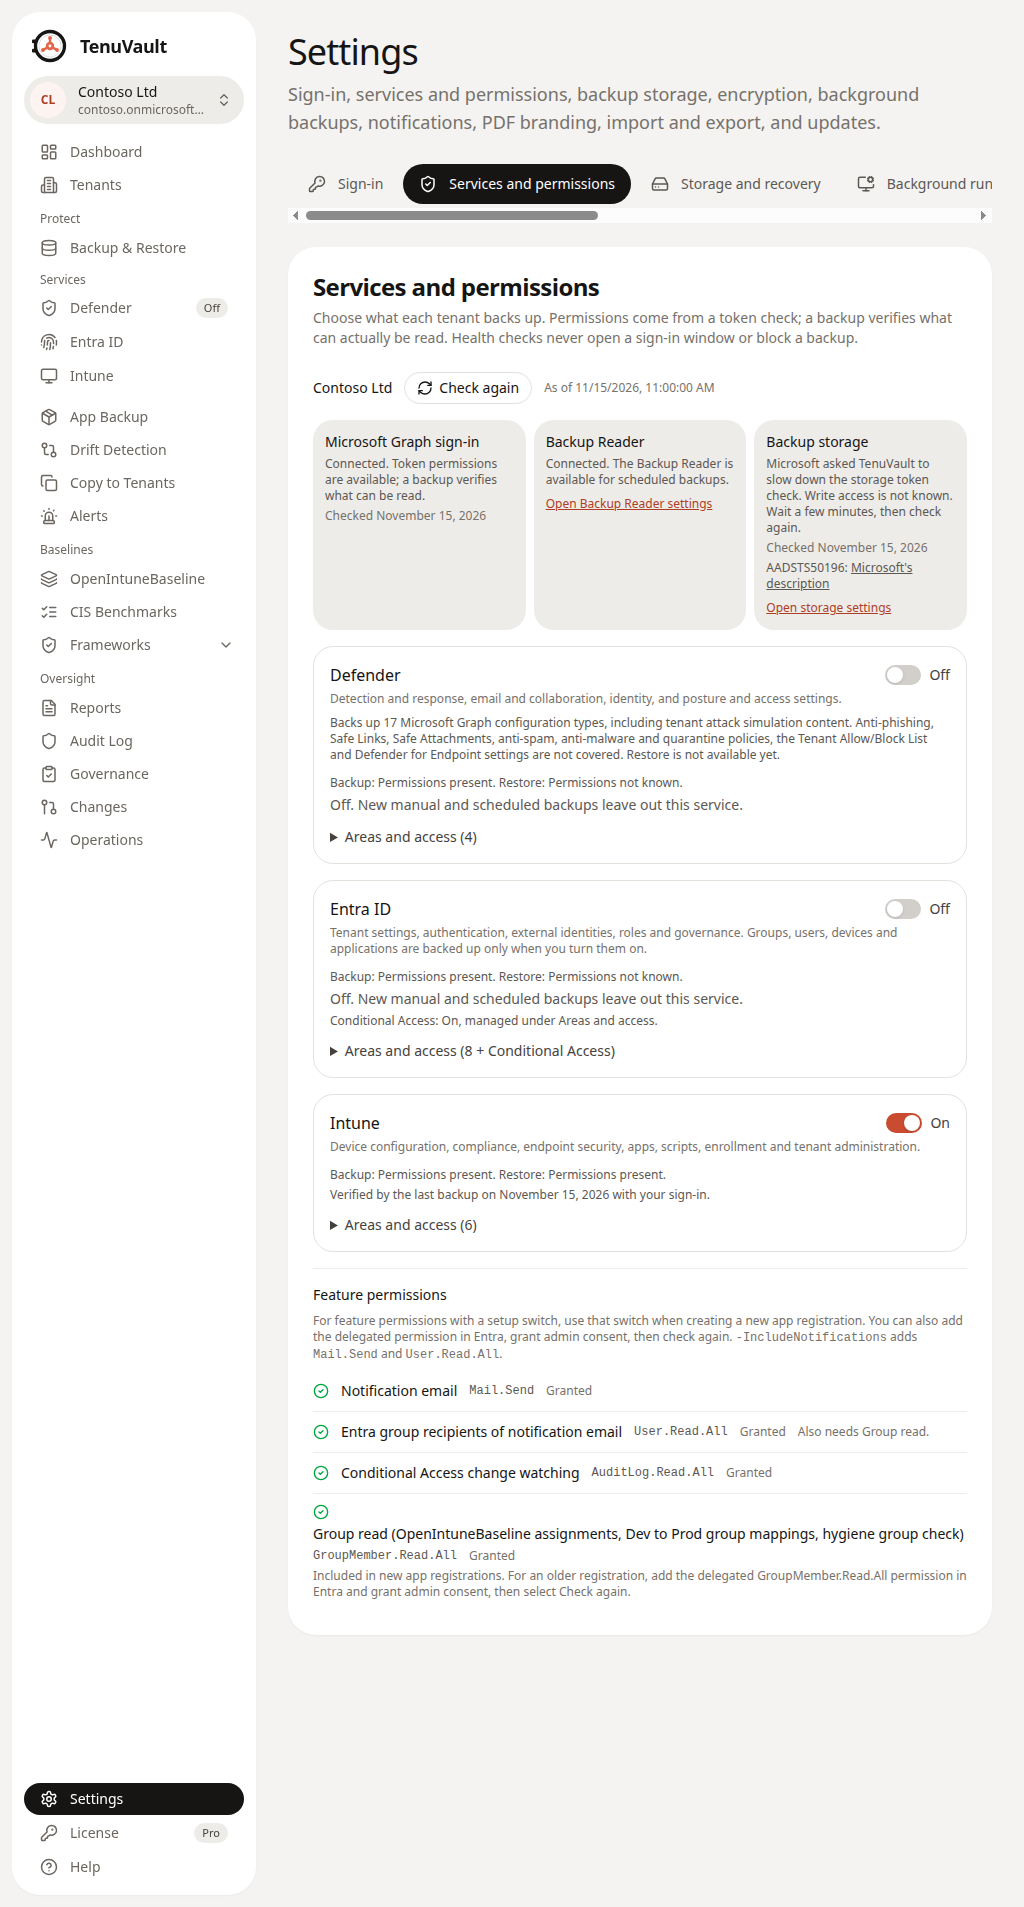 TenuVault
CL
Contoso Ltd
contoso.onmicrosoft...
Dashboard
Tenants
Protect
Backup & Restore
Services
Defender
Off
Entra ID
Intune
App Backup
Drift Detection
Copy to Tenants
Alerts
Baselines
OpenIntuneBaseline
CIS Benchmarks
Frameworks
Oversight
Reports
Audit Log
Governance
Changes
Operations
Settings
License
Pro
Help
Settings
Sign-in, services and permissions, backup storage, encryption, background
backups, notifications, PDF branding, import and export, and updates.
Sign-in
Services and permissions
Storage and recovery
Background run
Services and permissions
Choose what each tenant backs up. Permissions come from a token check; a backup verifies what
can actually be read. Health checks never open a sign-in window or block a backup.
Contoso Ltd
Check again
As of 11/15/2026, 11:00:00 AM
Microsoft Graph sign-in
Connected. Token permissions
are available; a backup verifies
what can be read.
Checked November 15, 2026
Backup Reader
Connected. The Backup Reader is
available for scheduled backups.
Open Backup Reader settings
Backup storage
Microsoft asked TenuVault to
slow down the storage token
check. Write access is not known.
Wait a few minutes, then check
again.
Checked November 15, 2026
AADSTS50196: Microsoft's
description
Open storage settings
Defender
Off
Detection and response, email and collaboration, identity, and posture and access settings.
Backs up 17 Microsoft Graph configuration types, including tenant attack simulation content. Anti-phishing,
Safe Links, Safe Attachments, anti-spam, anti-malware and quarantine policies, the Tenant Allow/Block List
and Defender for Endpoint settings are not covered. Restore is not available yet.
Backup: Permissions present. Restore: Permissions not known.
Off. New manual and scheduled backups leave out this service.
Areas and access (4)
Entra ID
Off
Tenant settings, authentication, external identities, roles and governance. Groups, users, devices and
applications are backed up only when you turn them on.
Backup: Permissions present. Restore: Permissions not known.
Off. New manual and scheduled backups leave out this service.
Conditional Access: On, managed under Areas and access.
Areas and access (8 + Conditional Access)
Intune
On
Device configuration, compliance, endpoint security, apps, scripts, enrollment and tenant administration.
Backup: Permissions present. Restore: Permissions present.
Verified by the last backup on November 15, 2026 with your sign-in.
Areas and access (6)
Feature permissions
For feature permissions with a setup switch, use that switch when creating a new app registration. You can also add
the delegated permission in Entra, grant admin consent, then check again. -IncludeNotifications adds
Mail.Send and User.Read.All.
Notification email Mail.Send Granted
Entra group recipients of notification email User.Read.All Granted Also needs Group read.
Conditional Access change watching AuditLog.Read.All Granted
Group read (OpenIntuneBaseline assignments, Dev to Prod group mappings, hygiene group check)
GroupMember.Read.All Granted
Included in new app registrations. For an older registration, add the delegated GroupMember.Read.All permission in
Entra and grant admin consent, then select Check again.